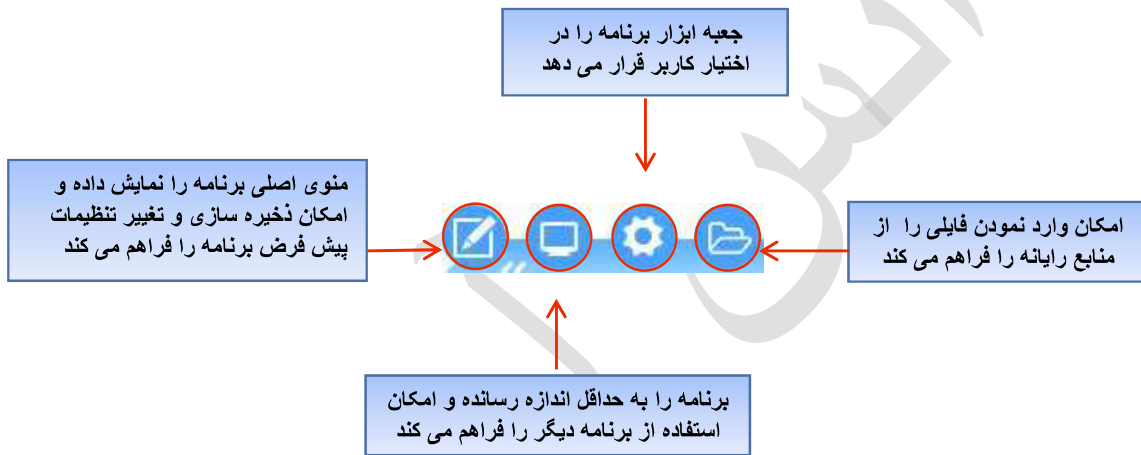 جعبه ابزار برنامه را در
اختیار کاربر قرار می دهد
منوی اصلی برنامه را نمایش داده و
امکان ذخیره سازی و تغییر تنظیمات
پیش فرض برنامه را فراهم می کند
امکان وارد نمودن فایلی را از
منابع رایانه را فراهم می کند
برنامه را به حداقل اندازه رسانده و امکان
استفاده از برنامه دیگر را فراهم می کند